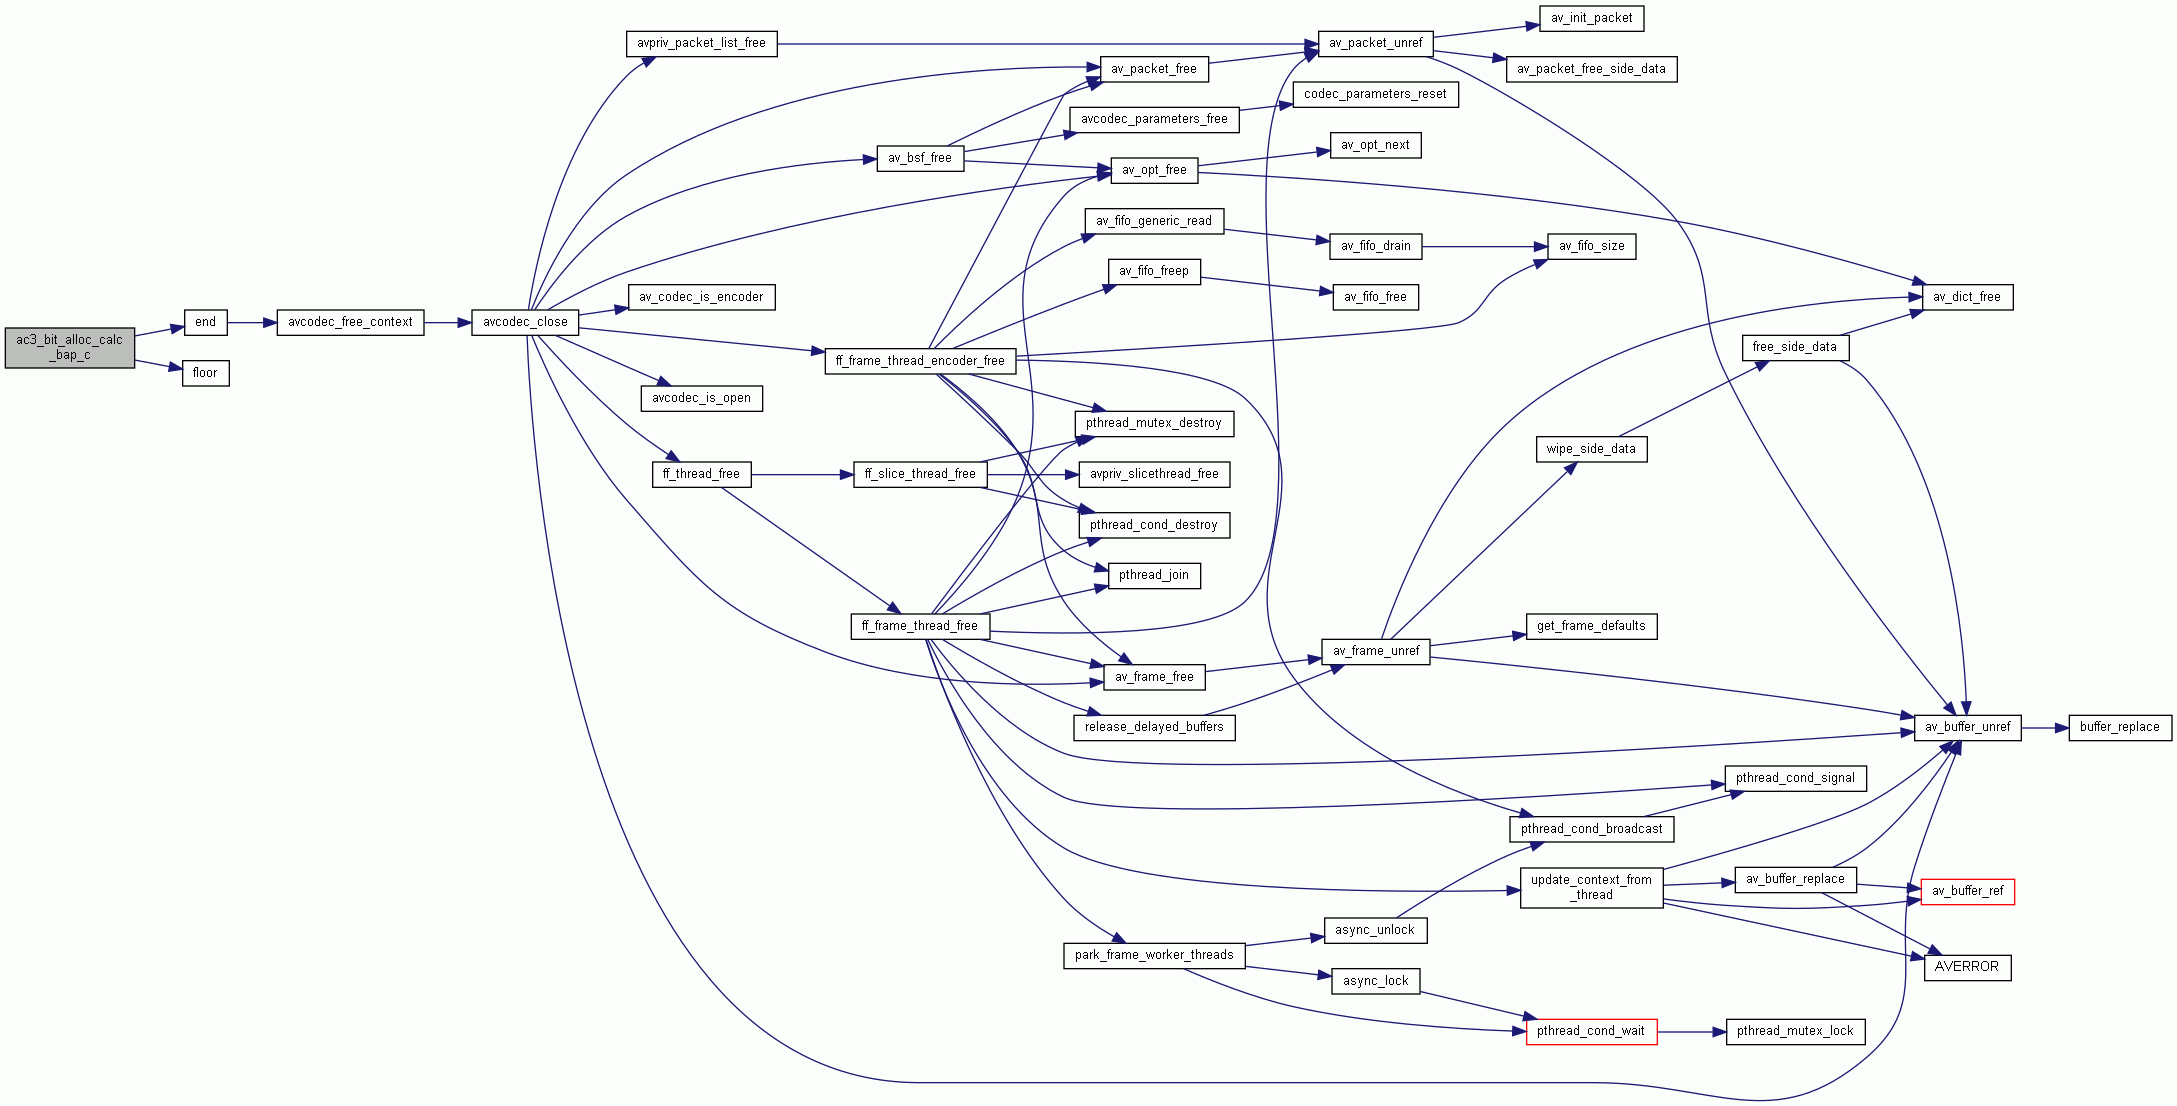 av_init_packet
avpriv_packet_list_free
av_packet_unref
av_packet_free
av_packet_free_side_data
codec_parameters_reset
avcodec_parameters_free
av_opt_next
av_bsf_free
av_opt_free
av_fifo_generic_read
av_fifo_drain
av_fifo_size
av_fifo_freep
av_codec_is_encoder
av_fifo_free
av_dict_free
end
avcodec_free_context
avcodec_close
ac3_bit_alloc_calc
_bap_c
floor
ff_frame_thread_encoder_free
free_side_data
avcodec_is_open
pthread_mutex_destroy
wipe_side_data
ff_thread_free
ff_slice_thread_free
avpriv_slicethread_free
pthread_cond_destroy
pthread_join
ff_frame_thread_free
get_frame_defaults
av_frame_unref
av_frame_free
release_delayed_buffers
av_buffer_unref
buffer_replace
pthread_cond_signal
pthread_cond_broadcast
update_context_from
_thread
av_buffer_replace
av_buffer_ref
async_unlock
park_frame_worker_threads
AVERROR
async_lock
pthread_cond_wait
pthread_mutex_lock